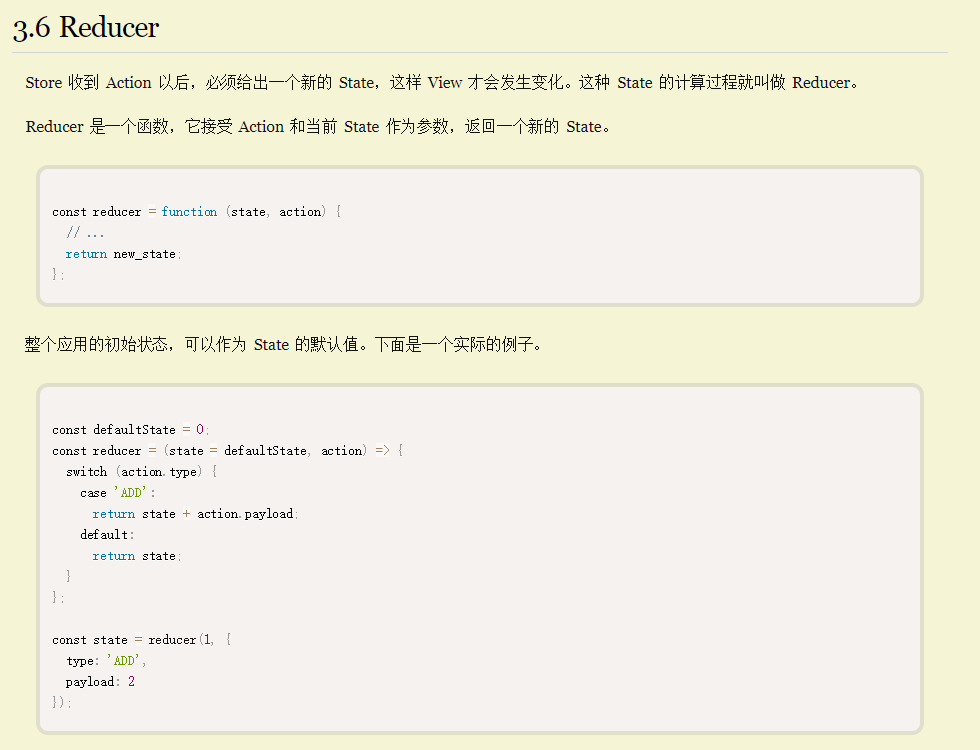 3.6 Reducer
Store 收到 Action 以后，必须给出一个新的 State，这样 View 才会发生变化。这种 State 的计算过程就叫做 Reducer。
Reducer 是一个函数，它接受 Action 和当前 State 作为参数，返回一个新的 State。
const reducer = function (state, action) {
  // ...
  return new_state;
};
整个应用的初始状态，可以作为 State 的默认值。下面是一个实际的例子。
const defaultState = 0;
const reducer = (state = defaultState, action) => {
  switch (action.type) {
    case 'ADD':
      return state + action.payload;
    default:
      return state;
  }
};
const state = reducer(1, {
  type: 'ADD',
  payload: 2
});